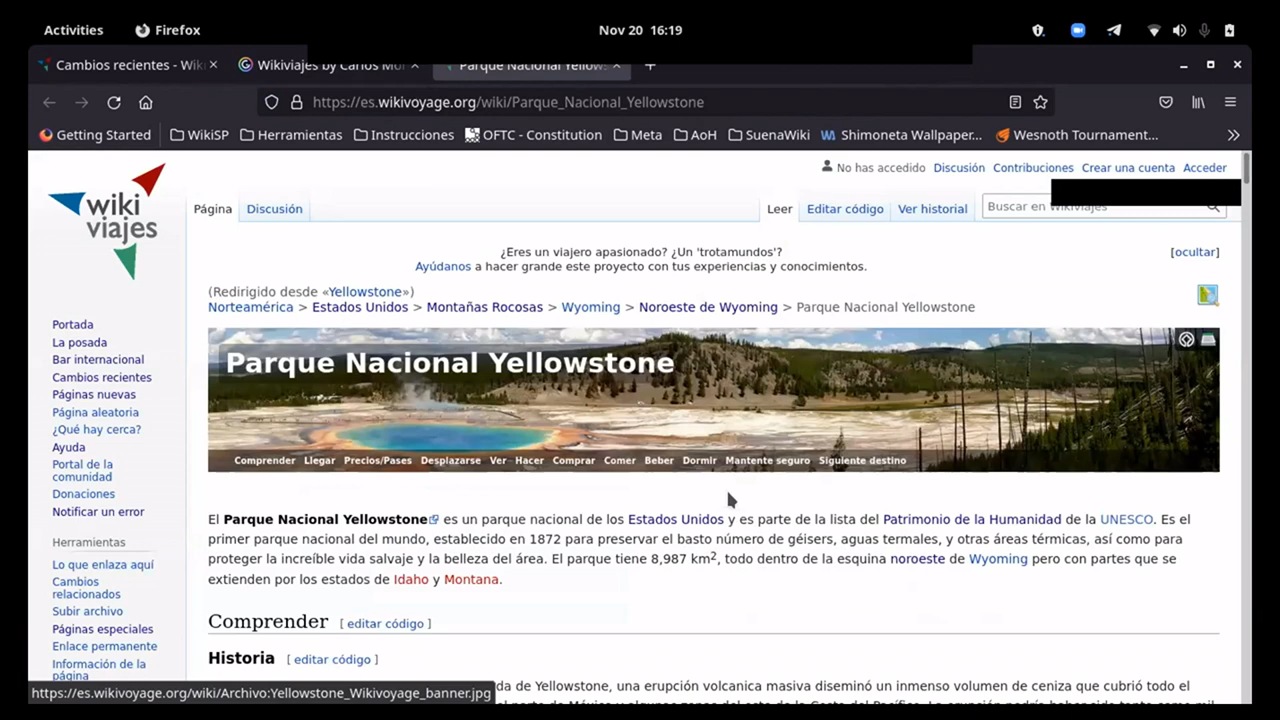 Activities Firefox Nov 20 16:19
Cambios recientes - Wiki Wikiviajes by Carlos Parque Nacional Yellows
https://es.wikivoyage.org/wiki/Parque_Nacional_Yellowstone
Getting Started WikiSP Herramientas Instrucciones OFTC - Constitution Meta AoH SuenaWiki Shimoneta Wallpaper... Wesnoth Tournament...
No has accedido Discusión Contribuciones Crear una cuenta Acceder
wiki
viajes
Página Discusión Leer Editar código Ver historial Buscar en Wikiviajes
¿Eres un viajero apasionado? ¿Un 'trotamundos'? [ocultar]
Ayúdanos a hacer grande este proyecto con tus experiencias y conocimientos.
(Redirigido desde «Yellowstone»)
Norteamérica > Estados Unidos > Montañas Rocosas > Wyoming > Noroeste de Wyoming > Parque Nacional Yellowstone
Parque Nacional Yellowstone
Comprender Llegar Precios/Pases Desplazarse Ver Hacer Comprar Comer Beber Dormir Mantente seguro Siguiente destino
El Parque Nacional Yellowstone es un parque nacional de los Estados Unidos y es parte de la lista del Patrimonio de la Humanidad de la UNESCO. Es el
primer parque nacional del mundo, establecido en 1872 para preservar el basto número de géisers, aguas termales, y otras áreas térmicas, así como para
proteger la increíble vida salvaje y la belleza del área. El parque tiene 8,987 km², todo dentro de la esquina noroeste de Wyoming pero con partes que se
extienden por los estados de Idaho y Montana.
Comprender [ editar código ]
Historia [ editar código ]
da de Yellowstone, una erupción volcanica masiva diseminó un inmenso volumen de ceniza que cubrió todo el
Portada
La posada
Bar internacional
Cambios recientes
Páginas nuevas
Página aleatoria
¿Qué hay cerca?
Ayuda
Portal de la
comunidad
Donaciones
Notificar un error
Herramientas
Lo que enlaza aquí
Cambios
relacionados
Subir archivo
Páginas especiales
Enlace permanente
Información de la
página
https://es.wikivoyage.org/wiki/Archivo:Yellowstone_Wikivoyage_banner.jpg